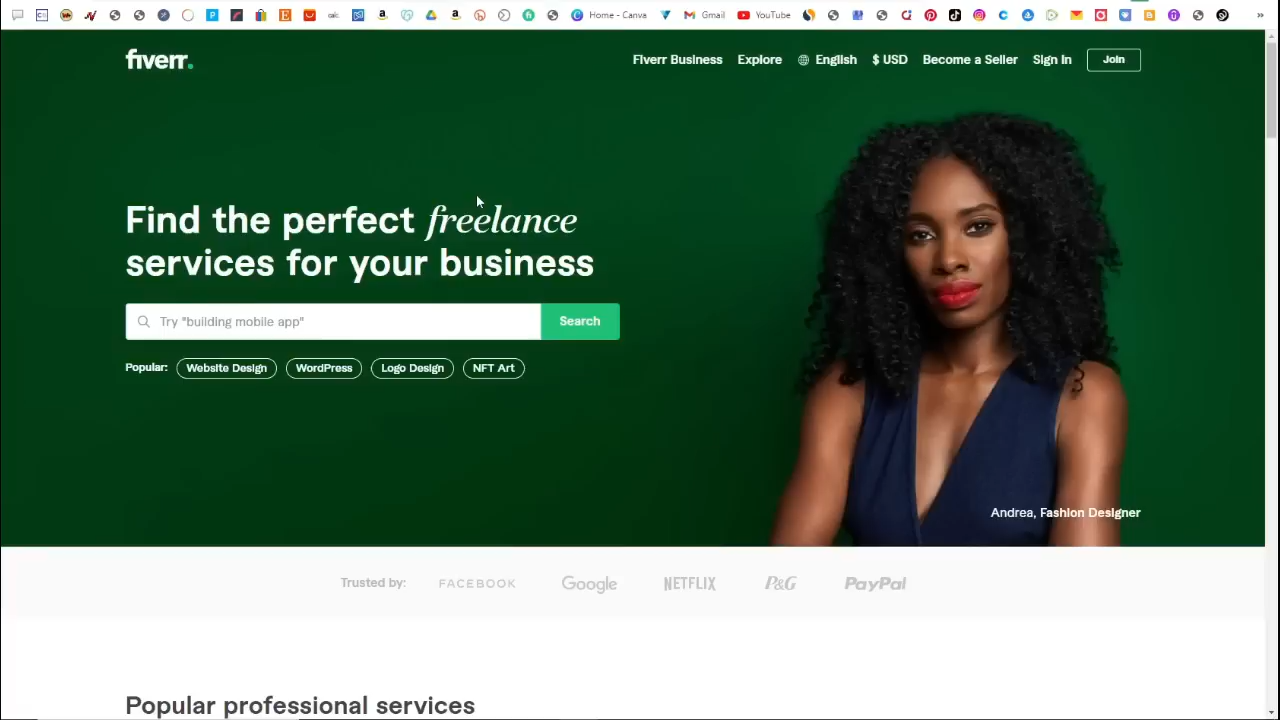 Home - Canva
Gmail
YouTube
»
fiverr.
Fiverr Business
Explore
English
$ USD
Become a Seller
Sign In
Join
Find the perfect freelance
services for your business
Try "building mobile app"
Search
Popular:
Website Design
WordPress
Logo Design
NFT Art
Andrea, Fashion Designer
Trusted by:
FACEBOOK
Google
NETFLIX
P&G
PayPal
Popular professional services